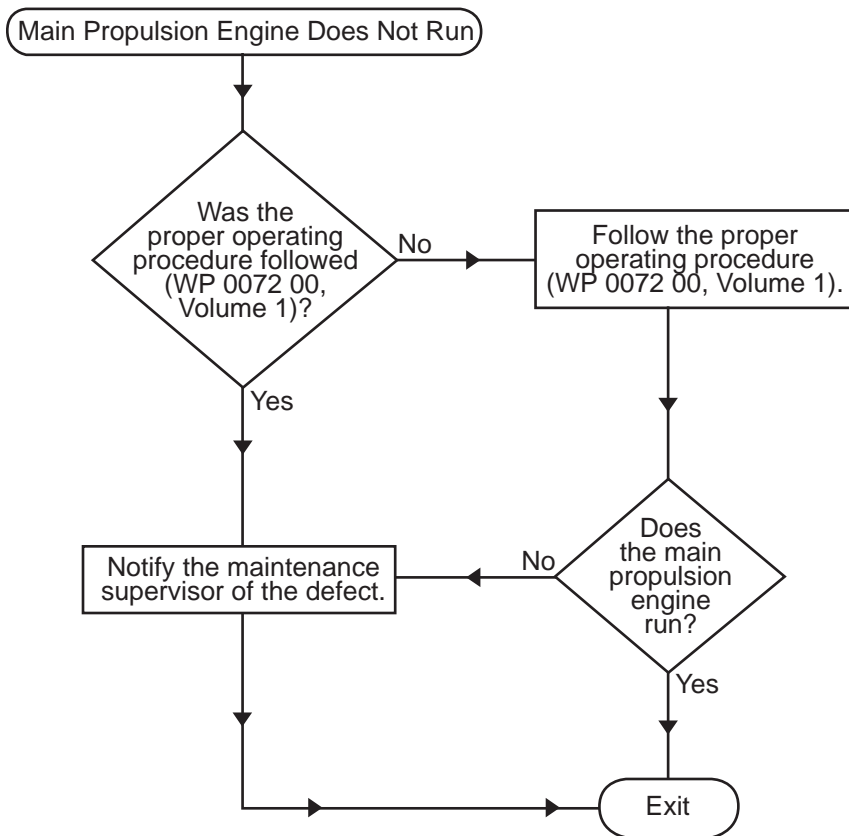 Main Propulsion Engine Does Not Run
Was the
proper operating
procedure followed
(WP 0072 00,
Volume 1)?
No
Follow the proper
operating procedure
(WP 0072 00, Volume 1).
Yes
Does
the main
propulsion
engine
run?
No
Notify the maintenance
supervisor of the defect.
Yes
Exit